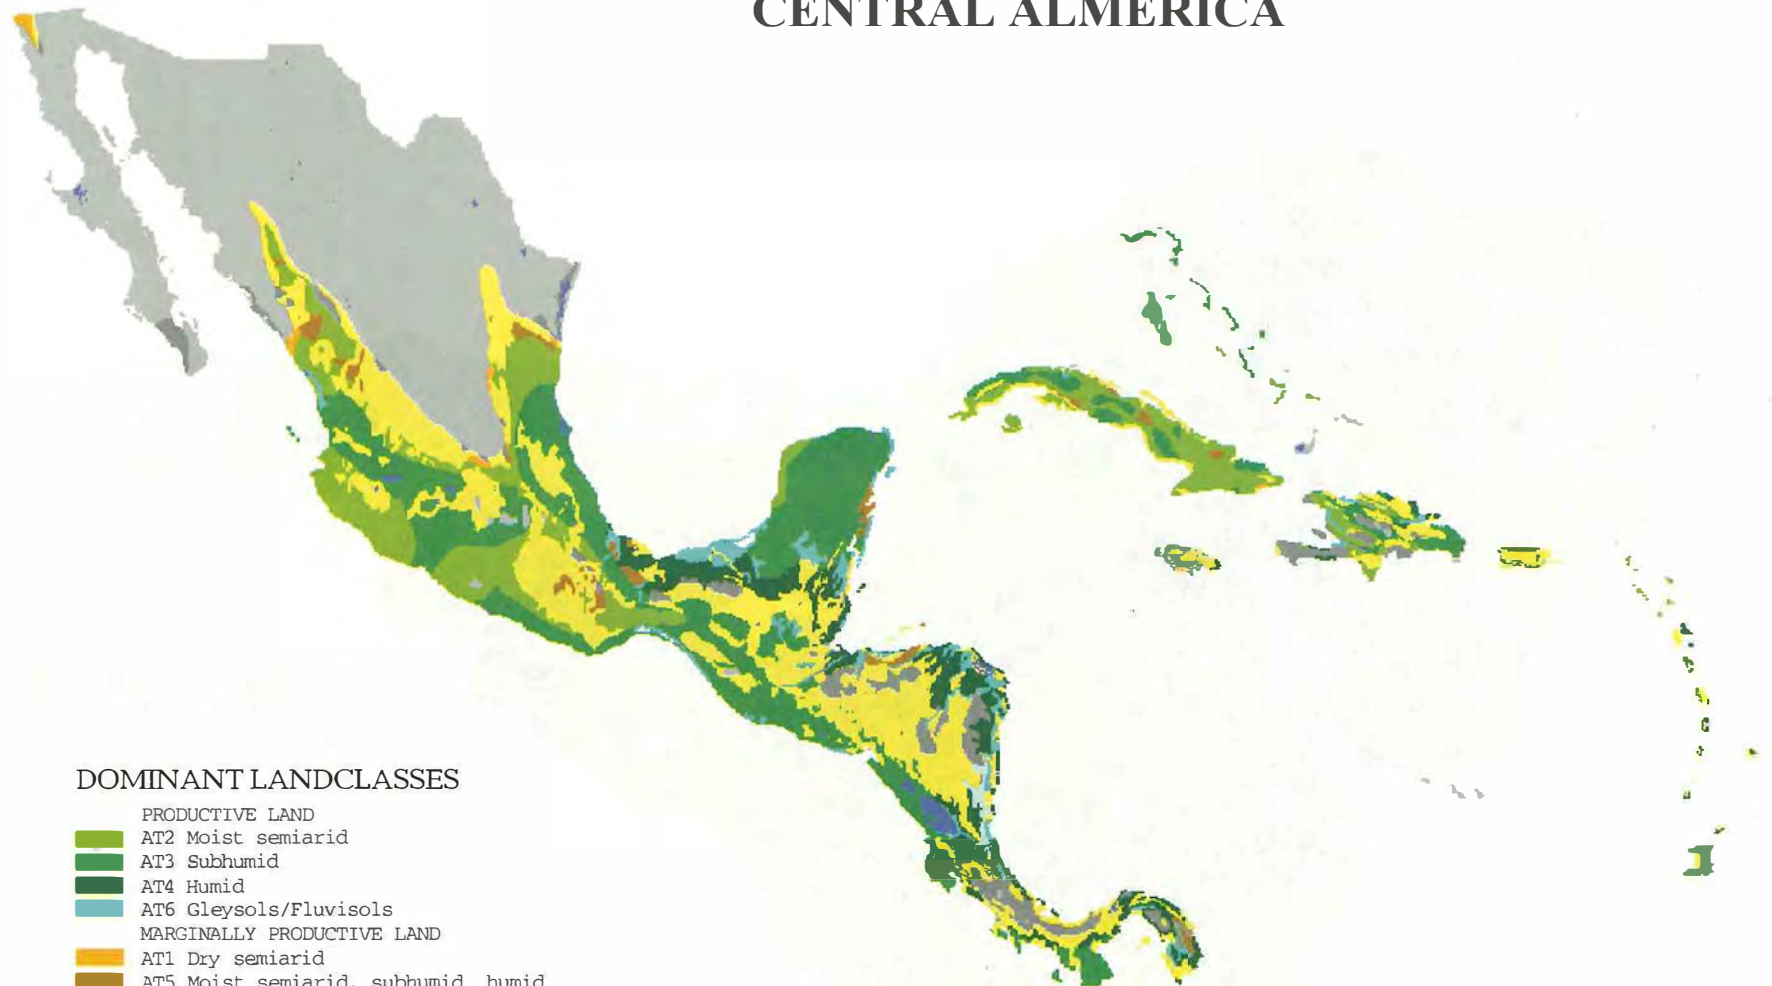 CENTRAL ALMERICA
DOMINANT LANDCLASSES
PRODUCTIVE LAND
AT2 Moist semiarid
AT3 Subhumid
AT4 Humid
AT6 Gleysols/Fluvisols
MARGINALLY PRODUCTIVE LAND
AT1 Dry semiarid
AT5 Moist semiarid, subhumid, humid